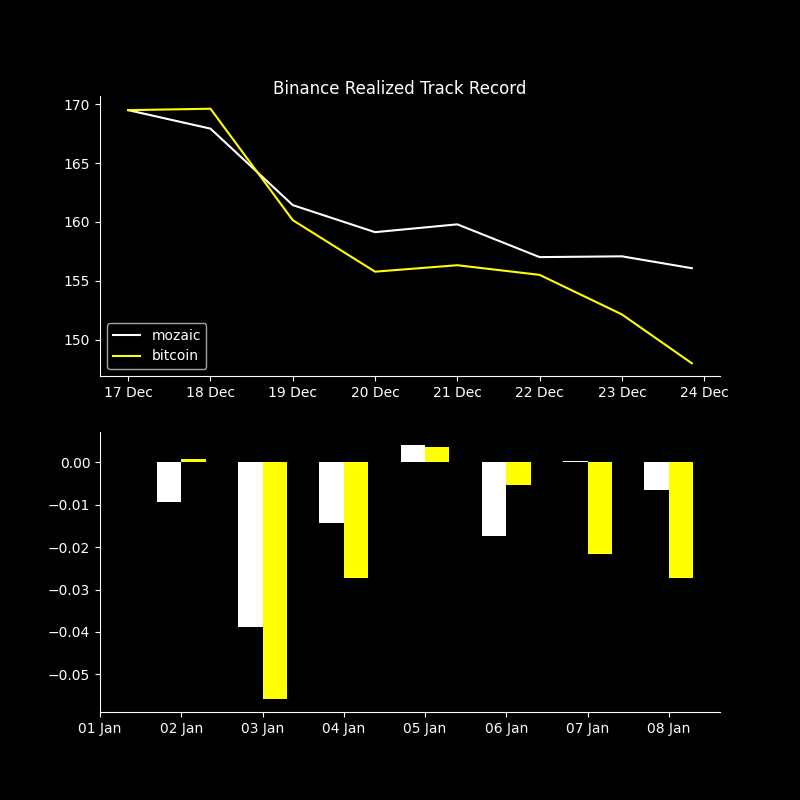 Binance Realized Track Record
170
165
160
155
150
mozaic
bitcoin
17 Dec 18 Dec 19 Dec 20 Dec 21 Dec 22 Dec 23 Dec 24 Dec
0.00
−0.01
−0.02
−0.03
−0.04
−0.05
01 Jan 02 Jan 03 Jan 04 Jan 05 Jan 06 Jan 07 Jan 08 Jan